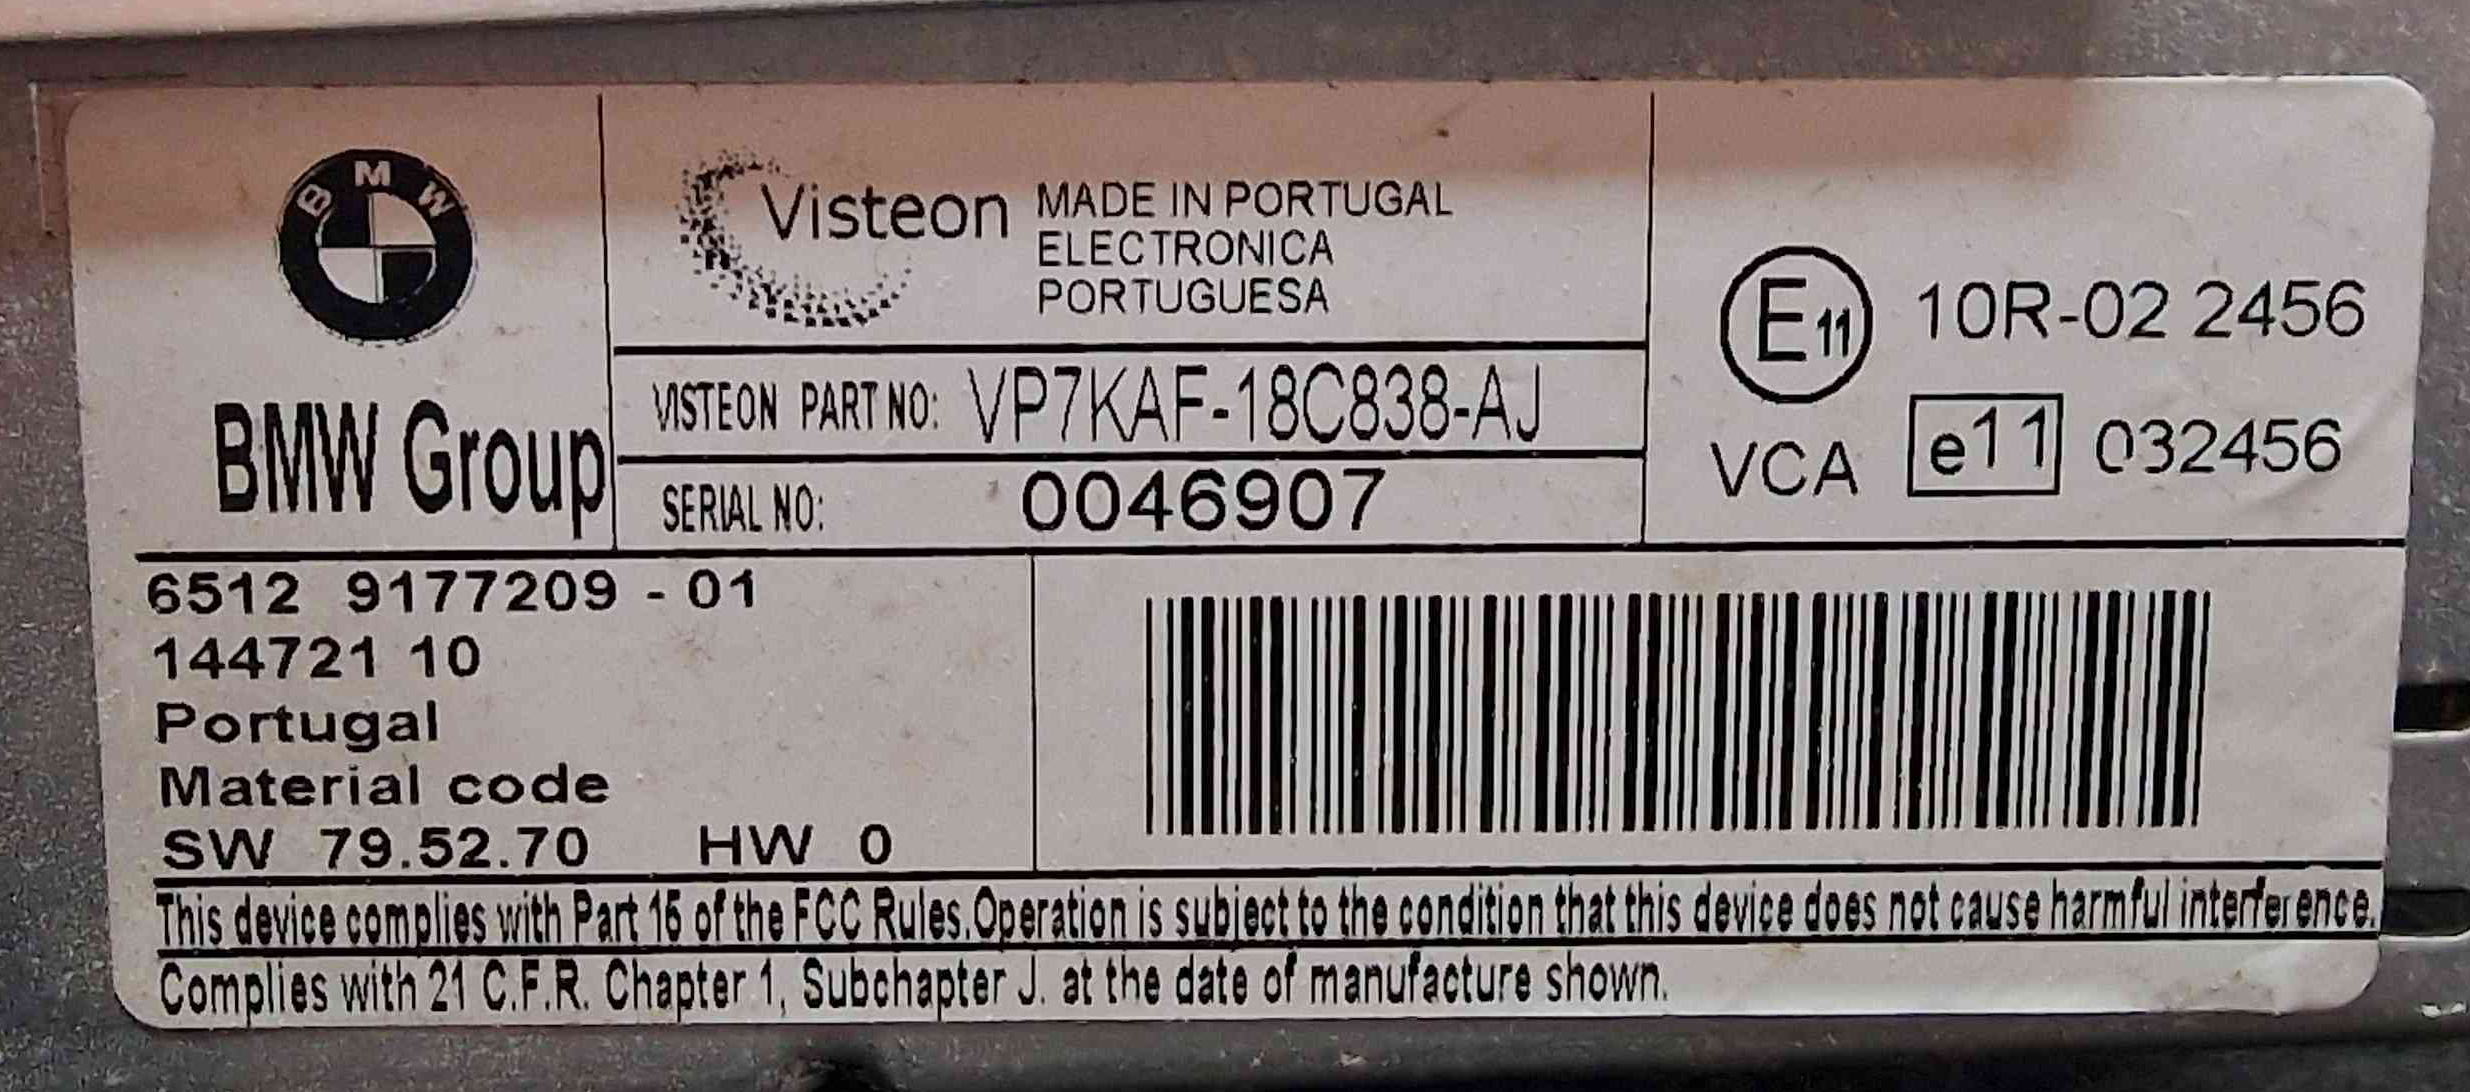 BMW
BMW Group
Visteon
MADE IN PORTUGAL
ELECTRONICA
PORTUGUESA
VISTEON PART NO: VP7KAF-18C838-AJ
SERIAL NO: 0046907
E11 10R-02 2456
VCA e11 032456
6512 9177209 - 01
144721 10
Portugal
Material code
SW 79.52.70 HW 0
This device complies with Part 15 of the FCC Rules.Operation is subject to the condition that this device does not cause harmful interference.
Complies with 21 C.F.R. Chapter 1, Subchapter J. at the date of manufacture shown.